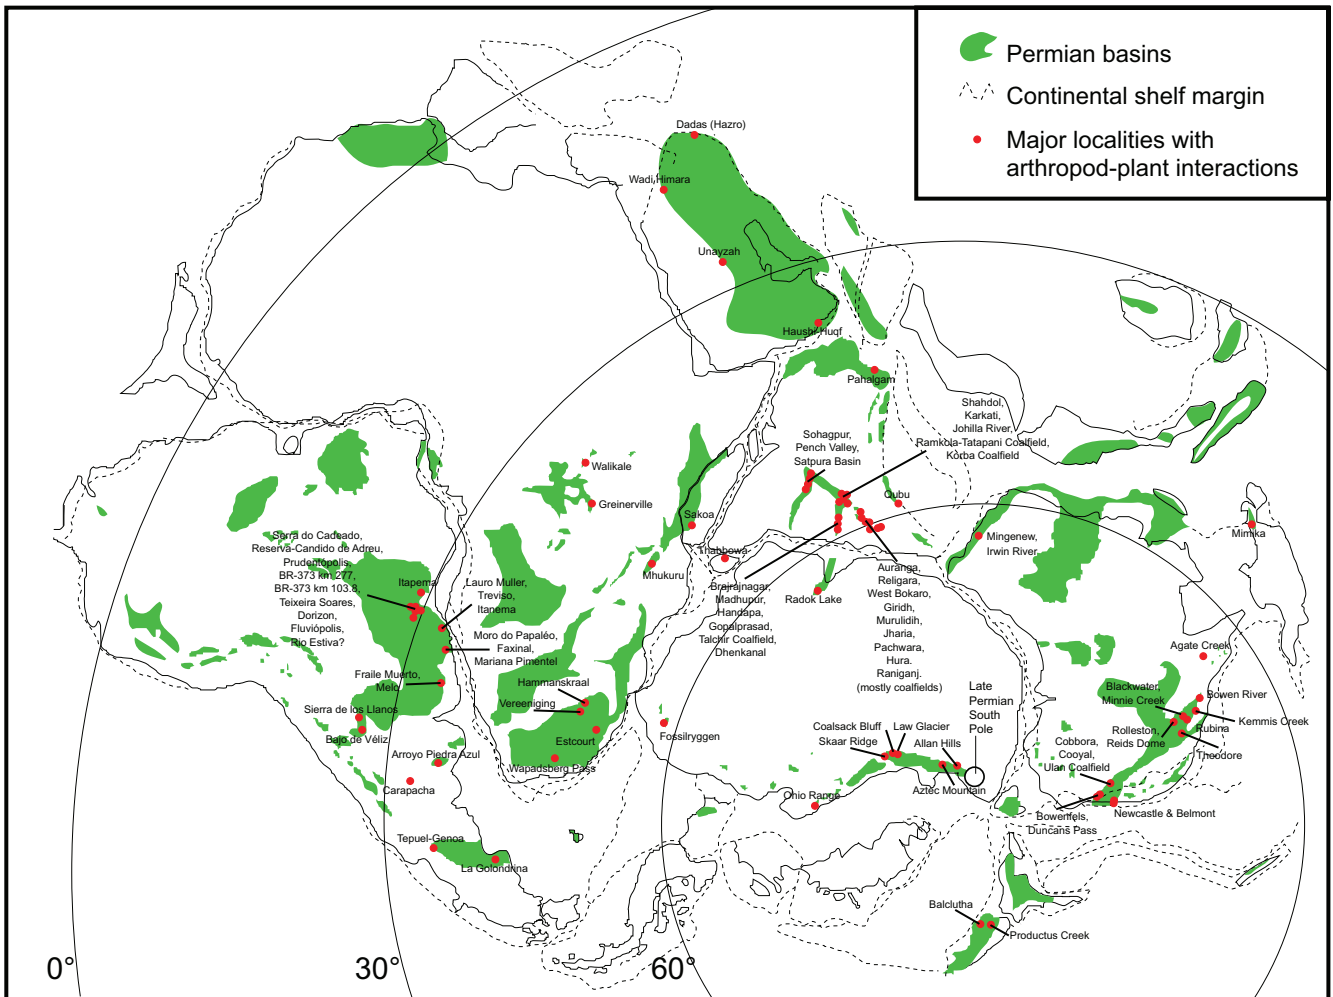 Permian basins
Continental shelf margin
Major localities with
arthropod-plant interactions
Dadas (Hazro)
Wadi Himara
Unayzah
Haushi-Huqf
Pahalgam
Shahdol,
Karkati,
Johilla River,
Ramkola-Tatapani Coalfield,
Korba Coalfield
Sohagpur,
Pench Valley,
Satpura Basin
Walikale
Greinerville
Qubu
Sakoa
Mimika
Mingenew,
Irwin River
Serra do Cadeado,
Reserva-Candido de Adreu,
Prudentópolis,
BR-373 km 277,
BR-373 km 103.8,
Teixeira Soares,
Dorizon,
Fluviópolis,
Rio Estiva?
Itapema
Lauro Muller,
Treviso,
Itanema
Mhukuru
Thabbowa
Brajrajnagar,
Madhupur,
Handapa,
Gopalprasad,
Talchir Coalfield,
Dhenkanal
Radok Lake
Auranga,
Religara,
West Bokaro,
Giridh,
Murulidih,
Jharia,
Pachwara,
Hura.
Raniganj.
(mostly coalfields)
Moro do Papaléo,
Faxinal,
Mariana Pimentel
Agate Creek
Fraile Muerto,
Melo
Hammanskraal
Vereeniging
Late
Permian
South
Pole
Blackwater,
Minnie Creek
Bowen River
Kemmis Creek
Sierra de los Llanos
Bajo de Véliz
Estcourt
Fossilryggen
Coalsack Bluff
Law Glacier
Skaar Ridge
Allan Hills
Rolleston,
Reids Dome
Rubina
Theodore
Arroyo Piedra Azul
Wapadsberg Pass
Cobbora,
Cooyal,
Ulan Coalfield
Carapacha
Ohio Range
Aztec Mountain
Bowenfels,
Duncans Pass
Newcastle & Belmont
Tepuel-Genoa
La Golondrina
Balclutha
Productus Creek
0°
30°
60°